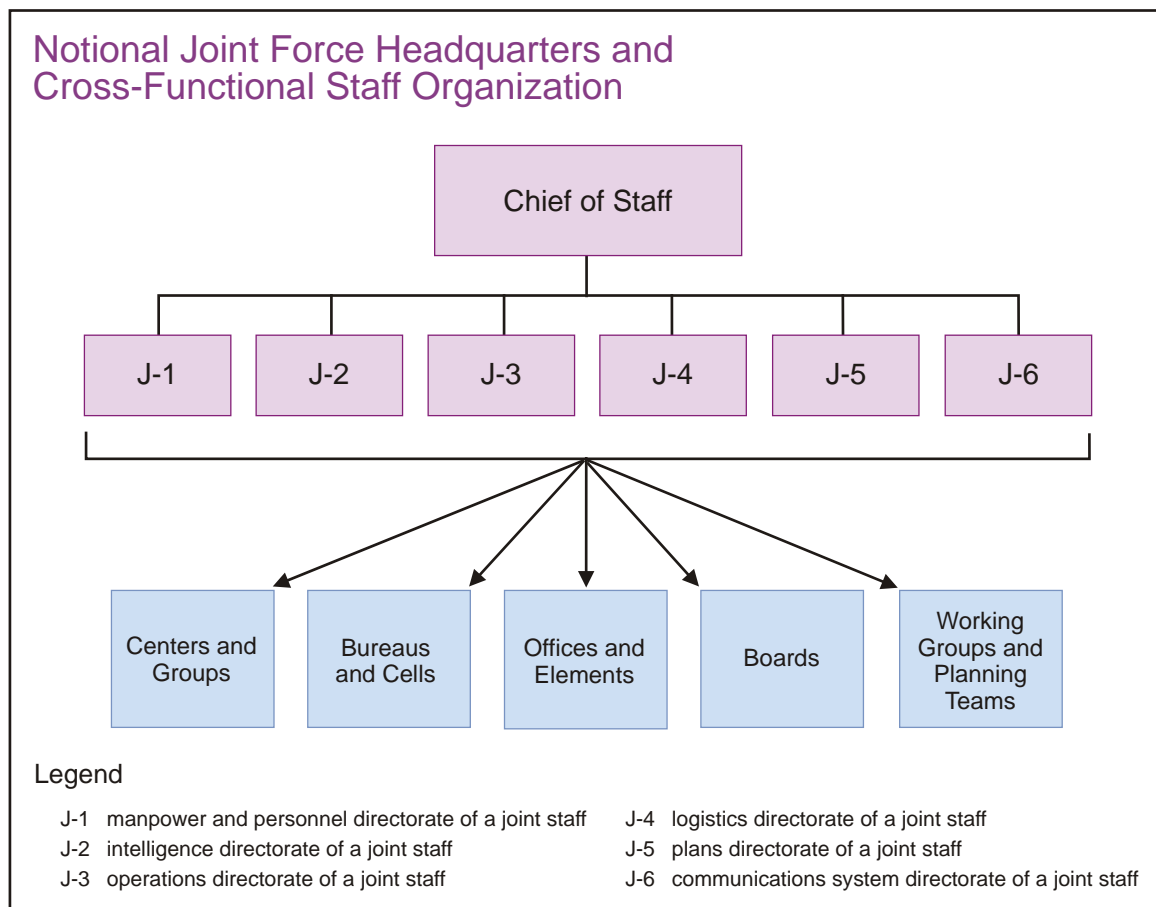 Notional Joint Force Headquarters and
Cross-Functional Staff Organization
Chief of Staff
J-1
J-2
J-3
J-4
J-5
J-6
Centers and
Groups
Bureaus
and Cells
Offices and
Elements
Boards
Working
Groups and
Planning
Teams
Legend
J-1 manpower and personnel directorate of a joint staff
J-2 intelligence directorate of a joint staff
J-3 operations directorate of a joint staff
J-4 logistics directorate of a joint staff
J-5 plans directorate of a joint staff
J-6 communications system directorate of a joint staff